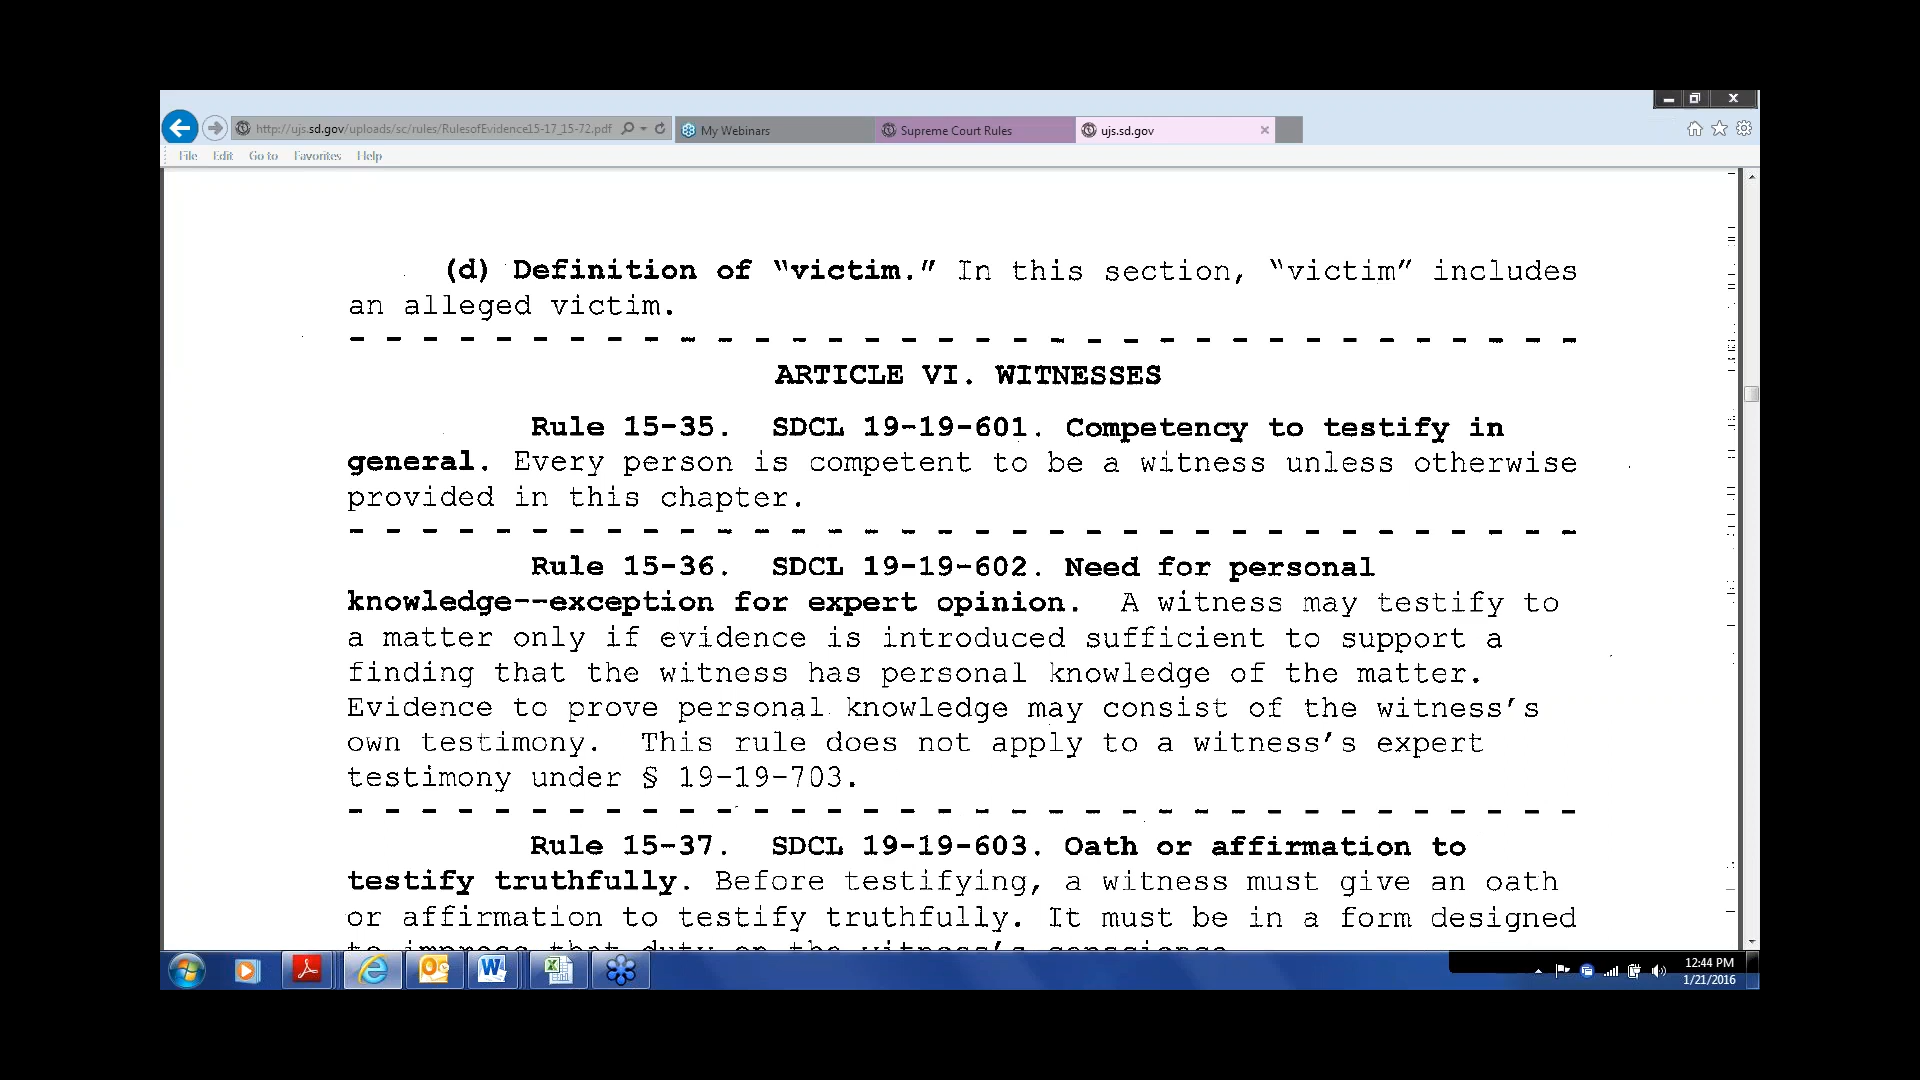 http://ujs.sd.gov/uploads/sc/rules/RulesofEvidence15-17_15-72.pdf
My Webinars
Supreme Court Rules
ujs.sd.gov
File Edit Go to Favorites Help
(d) Definition of “victim.” In this section, “victim” includes
an alleged victim.
ARTICLE VI. WITNESSES
Rule 15-35. SDCL 19-19-601. Competency to testify in
general. Every person is competent to be a witness unless otherwise
provided in this chapter.
Rule 15-36. SDCL 19-19-602. Need for personal
knowledge--exception for expert opinion. A witness may testify to
a matter only if evidence is introduced sufficient to support a
finding that the witness has personal knowledge of the matter.
Evidence to prove personal knowledge may consist of the witness’s
own testimony. This rule does not apply to a witness’s expert
testimony under § 19-19-703.
Rule 15-37. SDCL 19-19-603. Oath or affirmation to
testify truthfully. Before testifying, a witness must give an oath
or affirmation to testify truthfully. It must be in a form designed
to impress that duty on the witness’s conscience.
12:44 PM
1/21/2016